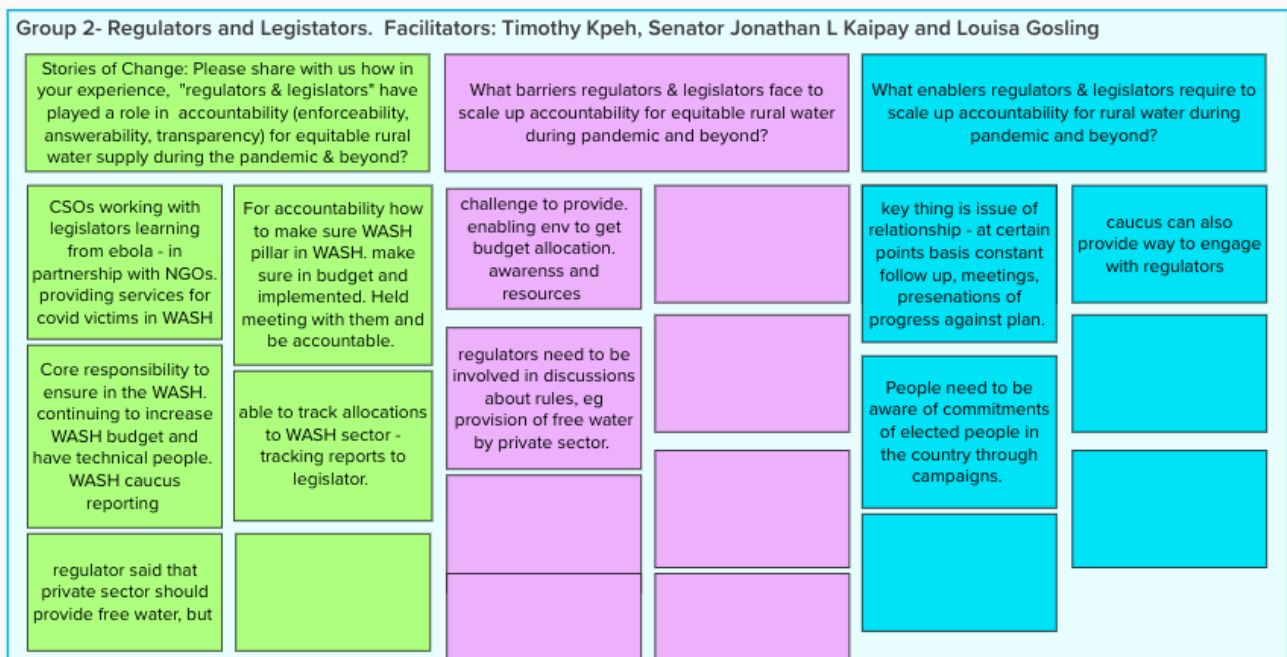 Group 2- Regulators and Legistators.  Facilitators: Timothy Kpeh, Senator Jonathan L Kaipay and Louisa Gosling
Stories of Change: Please share with us how in
your experience,  "regulators & legislators" have
played a role in  accountability (enforceability,
answerability, transparency) for equitable rural
water supply during the pandemic & beyond?
CSOs working with
legislators learning
from ebola - in
partnership with NGOs.
providing services for
covid victims in WASH
Core responsibility to
ensure in the WASH.
continuing to increase
WASH budget and
have technical people.
WASH caucus
reporting
regulator said that
private sector should
provide free water, but
For accountability how
to make sure WASH
pillar in WASH. make
sure in budget and
implemented. Held
meeting with them and
be accountable.
able to track allocations
to WASH sector -
tracking reports to
legislator.
What barriers regulators & legislators face to
scale up accountability for equitable rural water
during pandemic and beyond?
challenge to provide.
enabling env to get
budget allocation.
awarenss and
resources
regulators need to be
involved in discussions
about rules, eg
provision of free water
by private sector.
What enablers regulators & legislators require to
scale up accountability for rural water during
pandemic and beyond?
key thing is issue of
relationship - at certain
points basis constant
follow up, meetings,
presenations of
progress against plan.
People need to be
aware of commitments
of elected people in
the country through
campaigns.
caucus can also
provide way to engage
with regulators